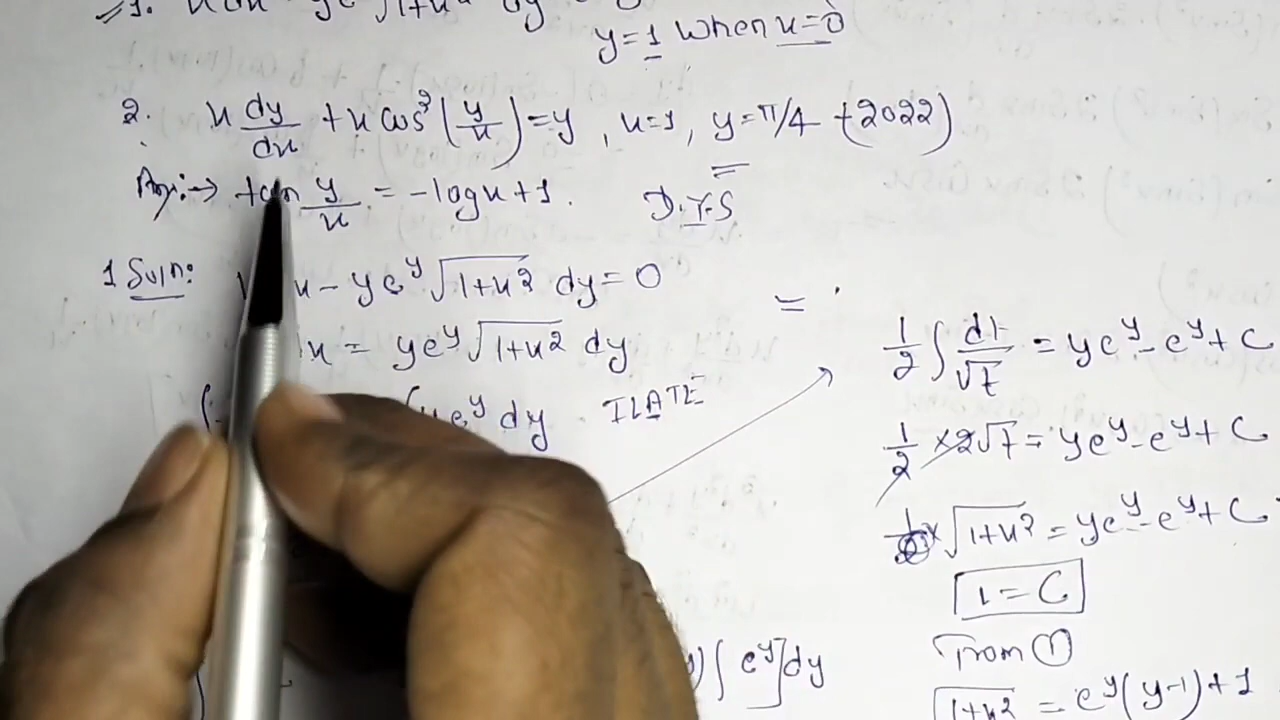 y=1 when x=0
2. x dy/dx + x cos²(y/x) = y , x=1, y=π/4 (2022)
Ans:→ tan y/x = -logx+1.
D.Y.S
1 Soln: x - ye^y √1+x² dy = 0
x = ye^y √1+x² dy
e^y dy ILATE
=
1/2 ∫ dt/√t = ye^y - e^y + C
1/2 ×2√t = ye^y - e^y + C
√1+x² = ye^y - e^y + C
1 = C
From ①
√1+x² = e^y(y-1)+1
∫ e^y] dy